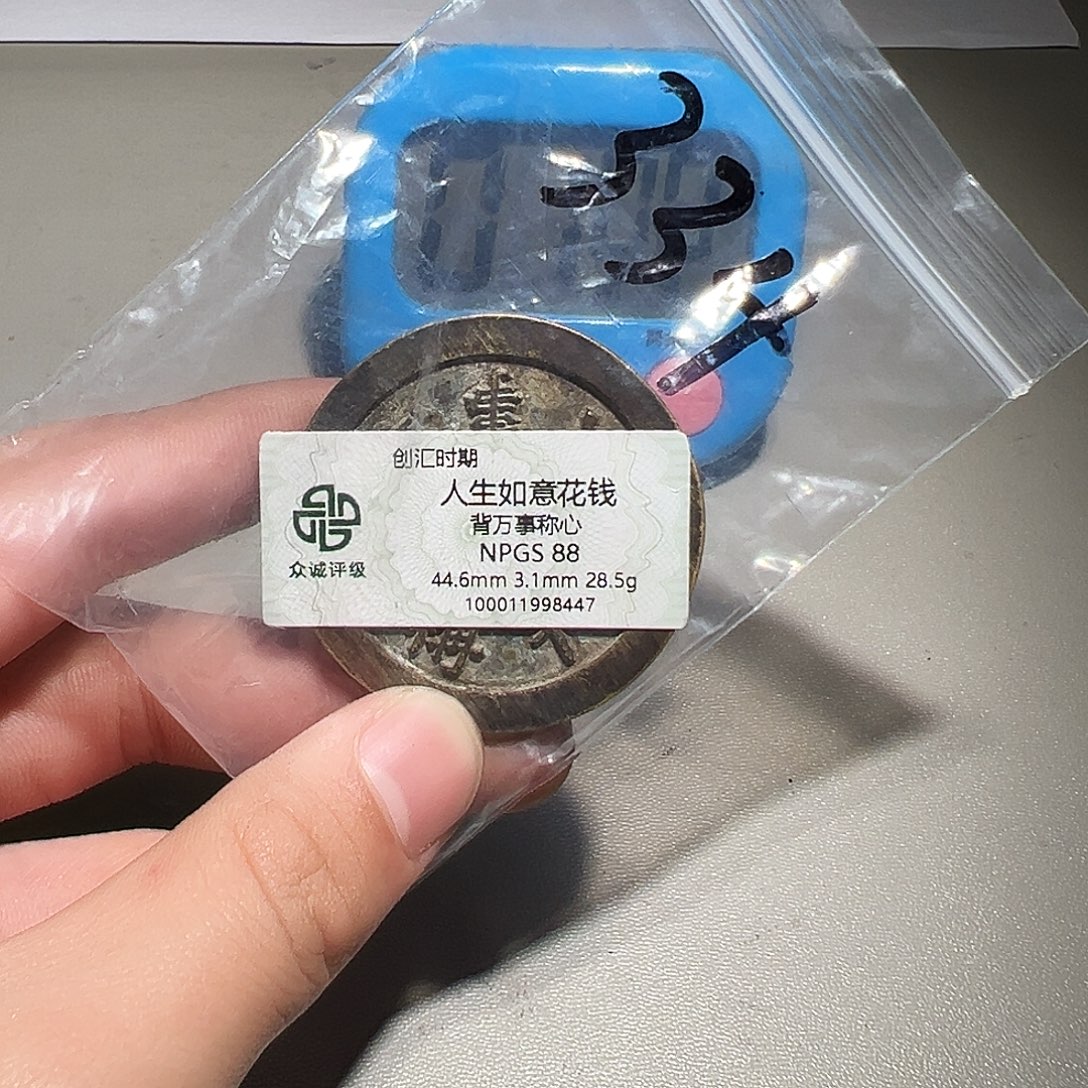 334
创汇时期
人生如意花钱
背万事称心
NPGS 88
众诚评级
44.6mm 3.1mm 28.5g
100011998447